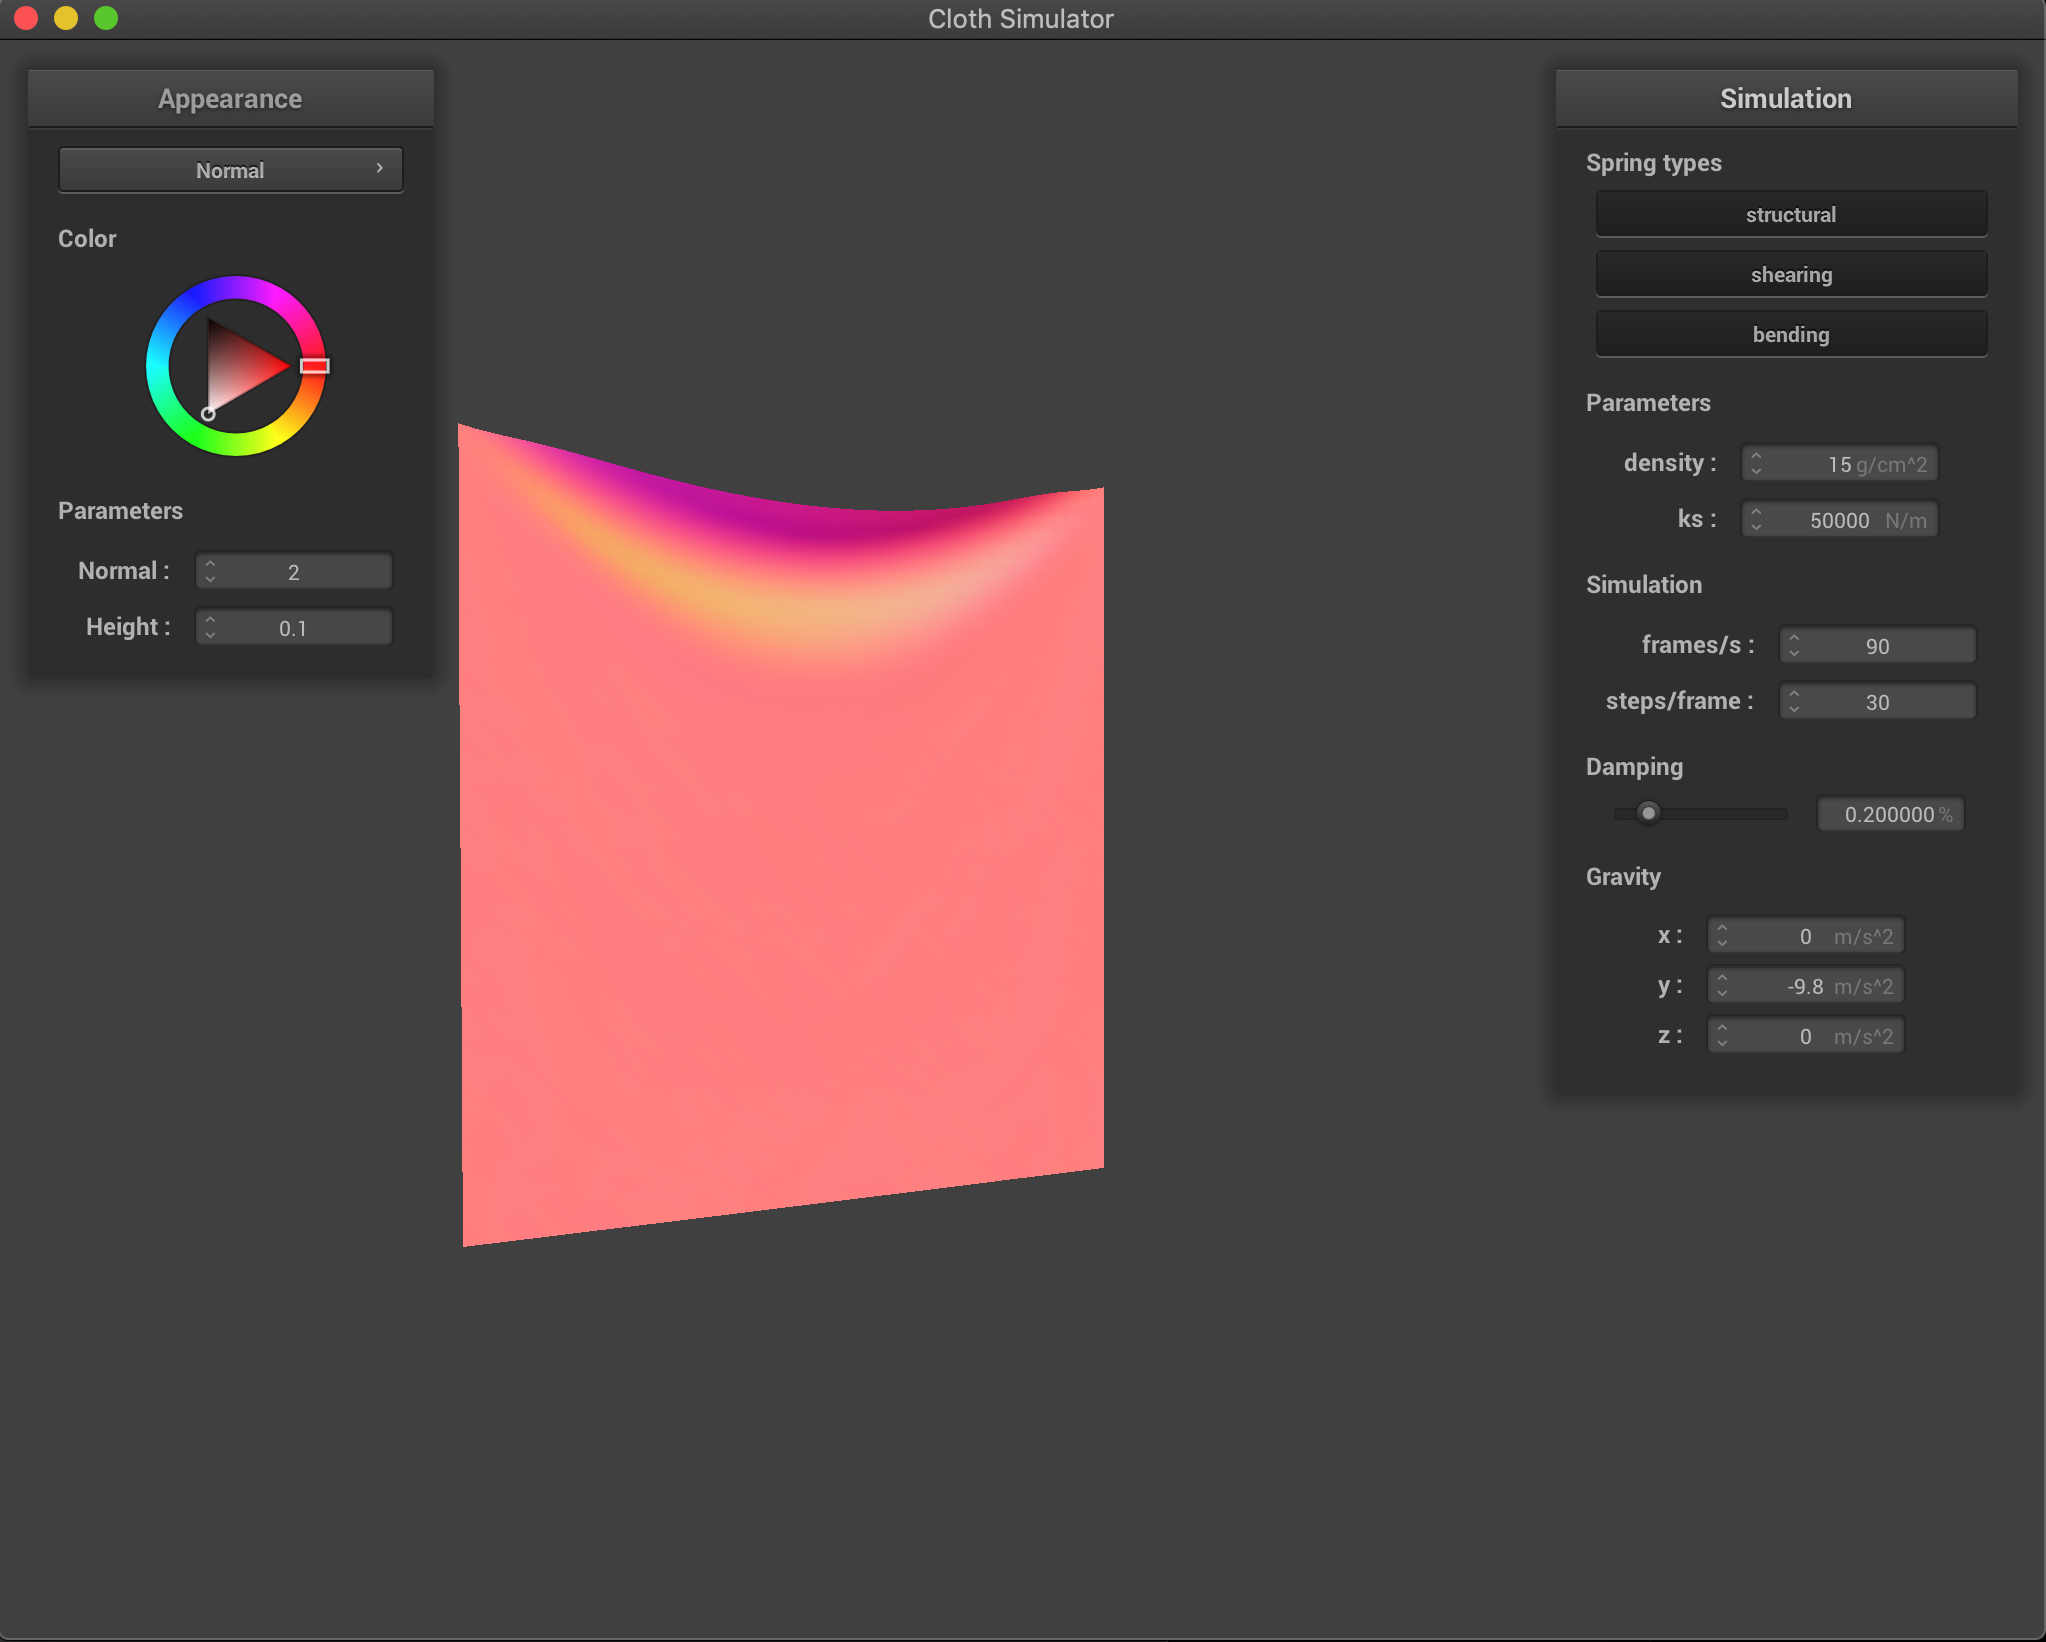 Cloth Simulator
Appearance
Normal
Color
Parameters
Normal : 2
Height : 0.1
Simulation
Spring types
structural
shearing
bending
Parameters
density : 15 g/cm^2
ks : 50000 N/m
Simulation
frames/s : 90
steps/frame : 30
Damping
0.200000 %
Gravity
x : 0 m/s^2
y : -9.8 m/s^2
z : 0 m/s^2